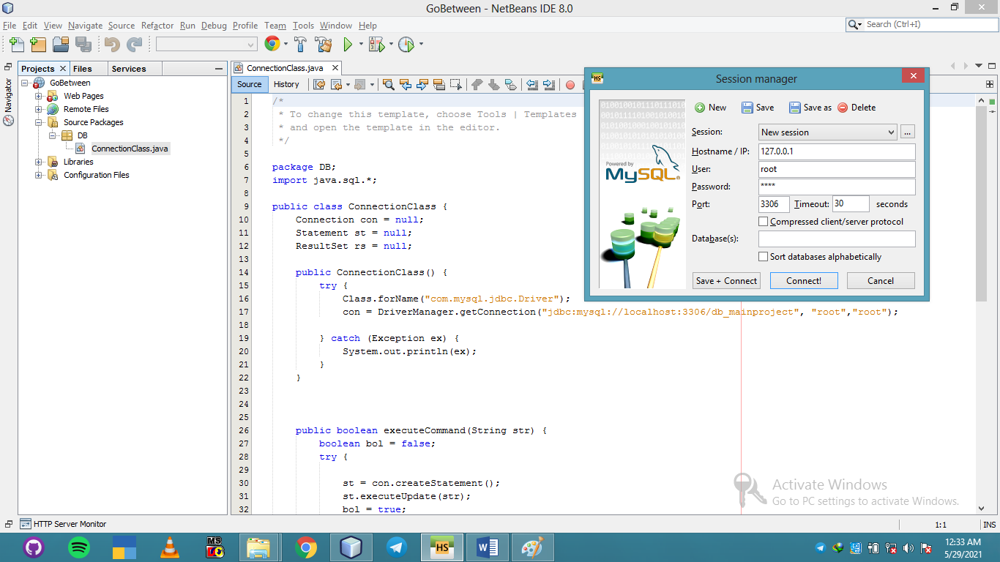 GoBetween - NetBeans IDE 8.0
File Edit View Navigate Source Refactor Run Debug Profile Team Tools Window Help
Search (Ctrl+I)
Projects Files Services
Navigator
GoBetween
Web Pages
Remote Files
Source Packages
DB
ConnectionClass.java
Libraries
Configuration Files
ConnectionClass.java
Source History
1 /*
2 * To change this template, choose Tools | Templates
3 * and open the template in the editor.
4 */
5
6 package DB;
7 import java.sql.*;
8
9 public class ConnectionClass {
10 Connection con = null;
11 Statement st = null;
12 ResultSet rs = null;
13
14 public ConnectionClass() {
15 try {
16 Class.forName("com.mysql.jdbc.Driver");
17 con = DriverManager.getConnection("jdbc:mysql://localhost:3306/db_mainproject", "root","root");
18
19 } catch (Exception ex) {
20 System.out.println(ex);
21 }
22 }
23
24
25
26 public boolean executeCommand(String str) {
27 boolean bol = false;
28 try {
29
30 st = con.createStatement();
31 st.executeUpdate(str);
32 bol = true;
HS
Session manager
Powered by
MySQL
New Save Save as Delete
Session: New session ...
Hostname / IP: 127.0.0.1
User: root
Password: ****
Port: 3306 Timeout: 30 seconds
Compressed client/server protocol
Database(s):
Sort databases alphabetically
Save + Connect Connect! Cancel
Activate Windows
Go to PC settings to activate Windows.
HTTP Server Monitor
1:1 INS
MS
HS
W
12:33 AM
5/29/2021